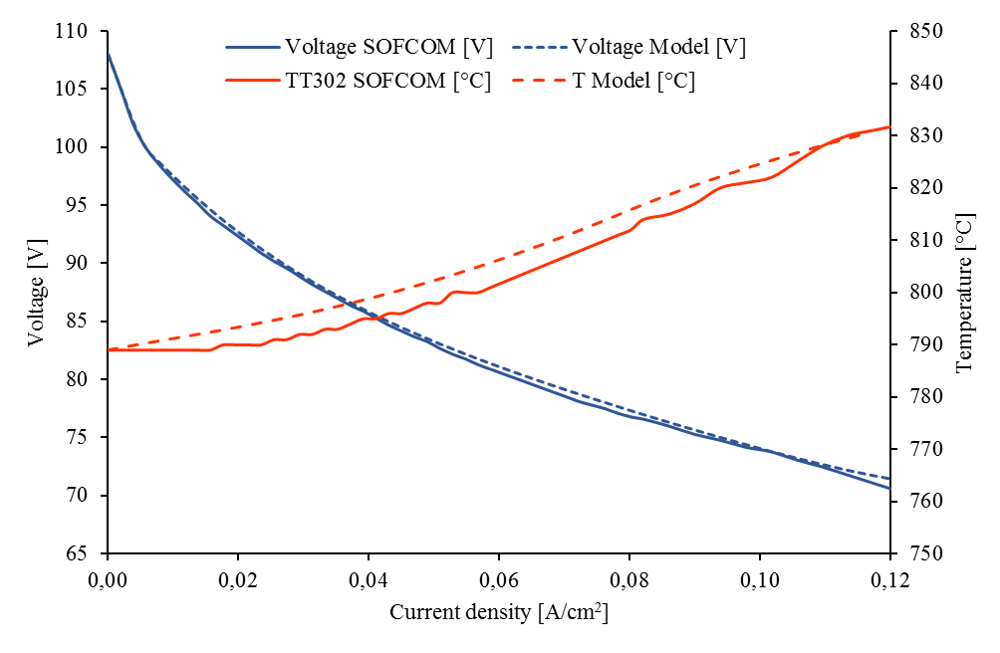 Voltage SOFCOM [V] Voltage Model [V]
TT302 SOFCOM [°C] T Model [°C]
110 850
105 840
100 830
95 820
90 810
85 800
80 790
75 780
70 770
65 760
750
Voltage [V]
Temperature [°C]
0,00 0,02 0,04 0,06 0,08 0,10 0,12
Current density [A/cm²]